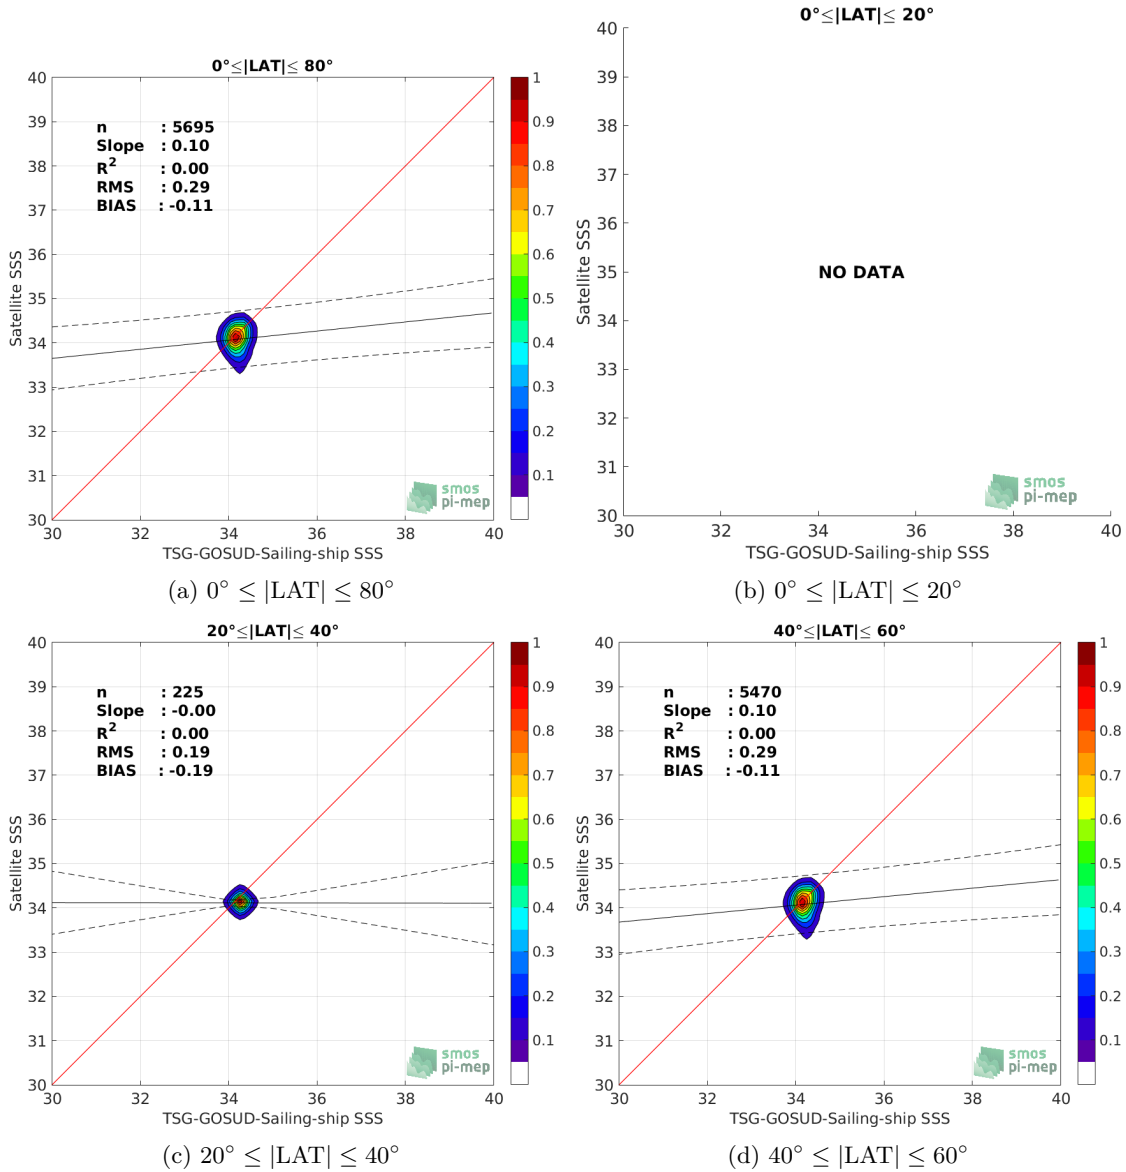 0°≤|LAT|≤ 80°
40
39
38
37
36
35
34
33
32
31
30
Satellite SSS
n : 5695
Slope : 0.10
R² : 0.00
RMS : 0.29
BIAS : -0.11
1
0.9
0.8
0.7
0.6
0.5
0.4
0.3
0.2
0.1
smos
pi-mep
30 32 34 36 38 40
TSG-GOSUD-Sailing-ship SSS
(a) 0° ≤ |LAT| ≤ 80°
0°≤|LAT|≤ 20°
40
39
38
37
36
35
34
33
32
31
30
Satellite SSS
NO DATA
smos
pi-mep
30 32 34 36 38 40
TSG-GOSUD-Sailing-ship SSS
(b) 0° ≤ |LAT| ≤ 20°
20°≤|LAT|≤ 40°
40
39
38
37
36
35
34
33
32
31
30
Satellite SSS
n : 225
Slope : -0.00
R² : 0.00
RMS : 0.19
BIAS : -0.19
1
0.9
0.8
0.7
0.6
0.5
0.4
0.3
0.2
0.1
smos
pi-mep
30 32 34 36 38 40
TSG-GOSUD-Sailing-ship SSS
(c) 20° ≤ |LAT| ≤ 40°
40°≤|LAT|≤ 60°
40
39
38
37
36
35
34
33
32
31
30
Satellite SSS
n : 5470
Slope : 0.10
R² : 0.00
RMS : 0.29
BIAS : -0.11
1
0.9
0.8
0.7
0.6
0.5
0.4
0.3
0.2
0.1
smos
pi-mep
30 32 34 36 38 40
TSG-GOSUD-Sailing-ship SSS
(d) 40° ≤ |LAT| ≤ 60°